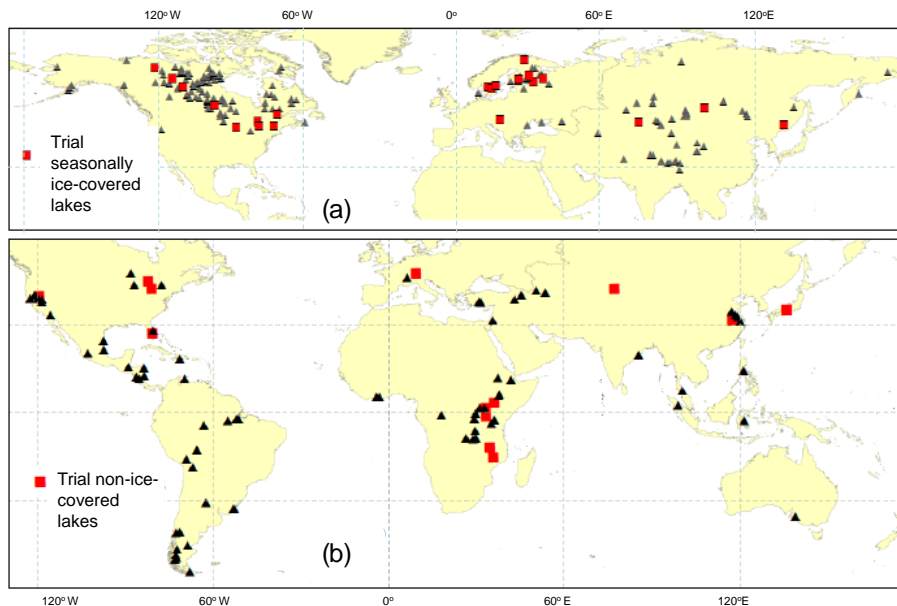 120° W 60° W 0° 60° E 120°E
Trial
seasonally
ice-covered
lakes
(a)
Trial non-ice-
covered
lakes
(b)
120° W 60° W 0° 60° E 120° E